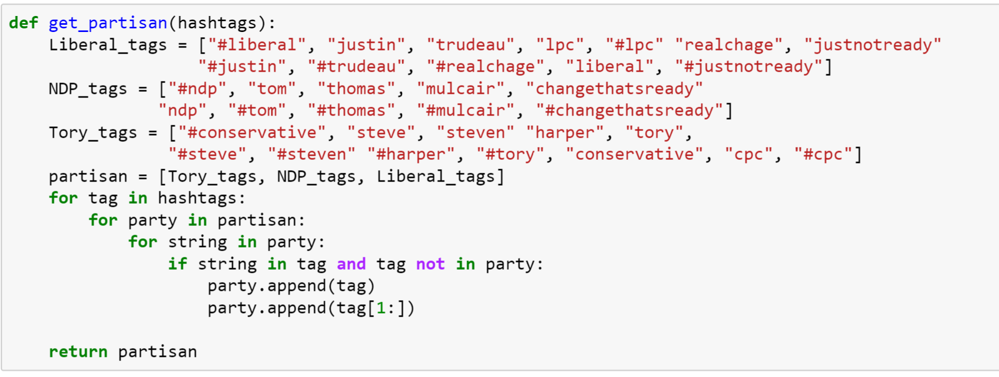 def get_partisan(hashtags):
    Liberal_tags = ["#liberal", "justin", "trudeau", "lpc", "#lpc" "realchage", "justnotready"
                   "#justin", "#trudeau", "#realchage", "liberal", "#justnotready"]
    NDP_tags = ["#ndp", "tom", "thomas", "mulcair", "changethatsready"
               "ndp", "#tom", "#thomas", "#mulcair", "#changethatsready"]
    Tory_tags = ["#conservative", "steve", "steven" "harper", "tory",
                "#steve", "#steven" "#harper", "#tory", "conservative", "cpc", "#cpc"]
    partisan = [Tory_tags, NDP_tags, Liberal_tags]
    for tag in hashtags:
        for party in partisan:
            for string in party:
                if string in tag and tag not in party:
                    party.append(tag)
                    party.append(tag[1:])
    return partisan